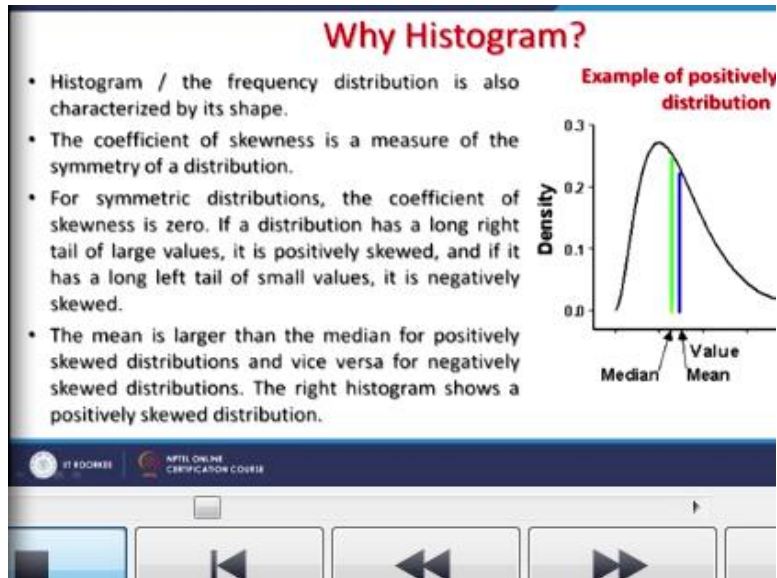 Why Histogram?
• Histogram / the frequency distribution is also
characterized by its shape.
• The coefficient of skewness is a measure of the
symmetry of a distribution.
• For symmetric distributions, the coefficient of
skewness is zero. If a distribution has a long right
tail of large values, it is positively skewed, and if it
has a long left tail of small values, it is negatively
skewed.
• The mean is larger than the median for positively
skewed distributions and vice versa for negatively
skewed distributions. The right histogram shows a
positively skewed distribution.
Example of positively
distribution
0.3
0.2
0.1
0.0
Density
Value
Median
Mean
IIT ROORKEE
NPTEL ONLINE
CERTIFICATION COURSE